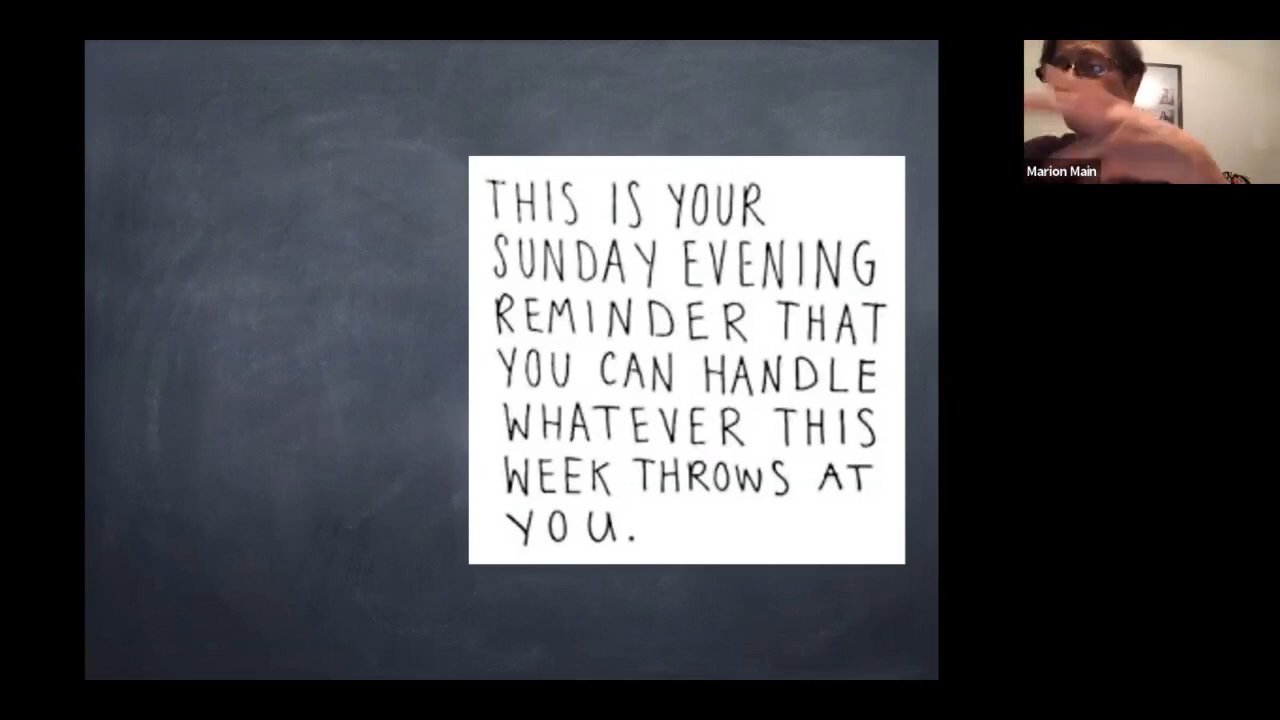 THIS IS YOUR
SUNDAY EVENING
REMINDER THAT
YOU CAN HANDLE
WHATEVER THIS
WEEK THROWS AT
YOU.
Marion Main